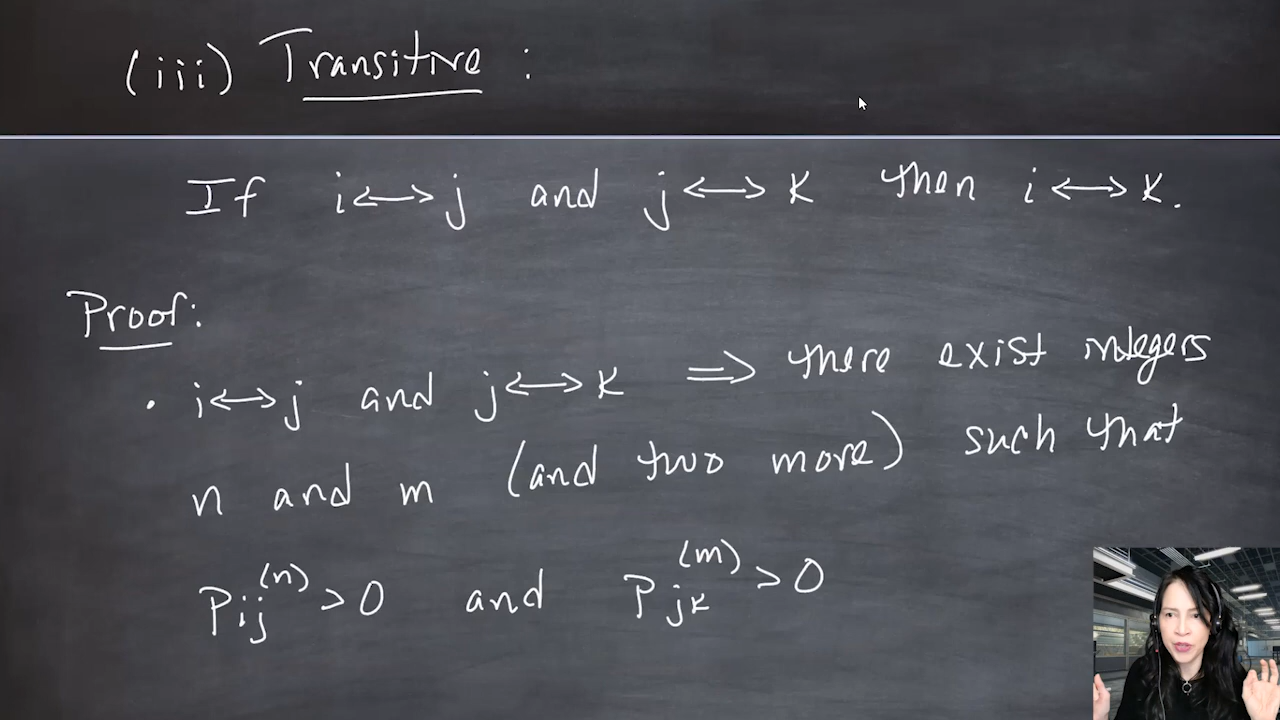 (iii) Transitive :
If i ↔ j and j ↔ k then i ↔ k.
Proof:
• i ↔ j and j ↔ k ⇒ there exist integers
n and m (and two more) such that
Pij^(n) > 0 and Pjk^(m) > 0